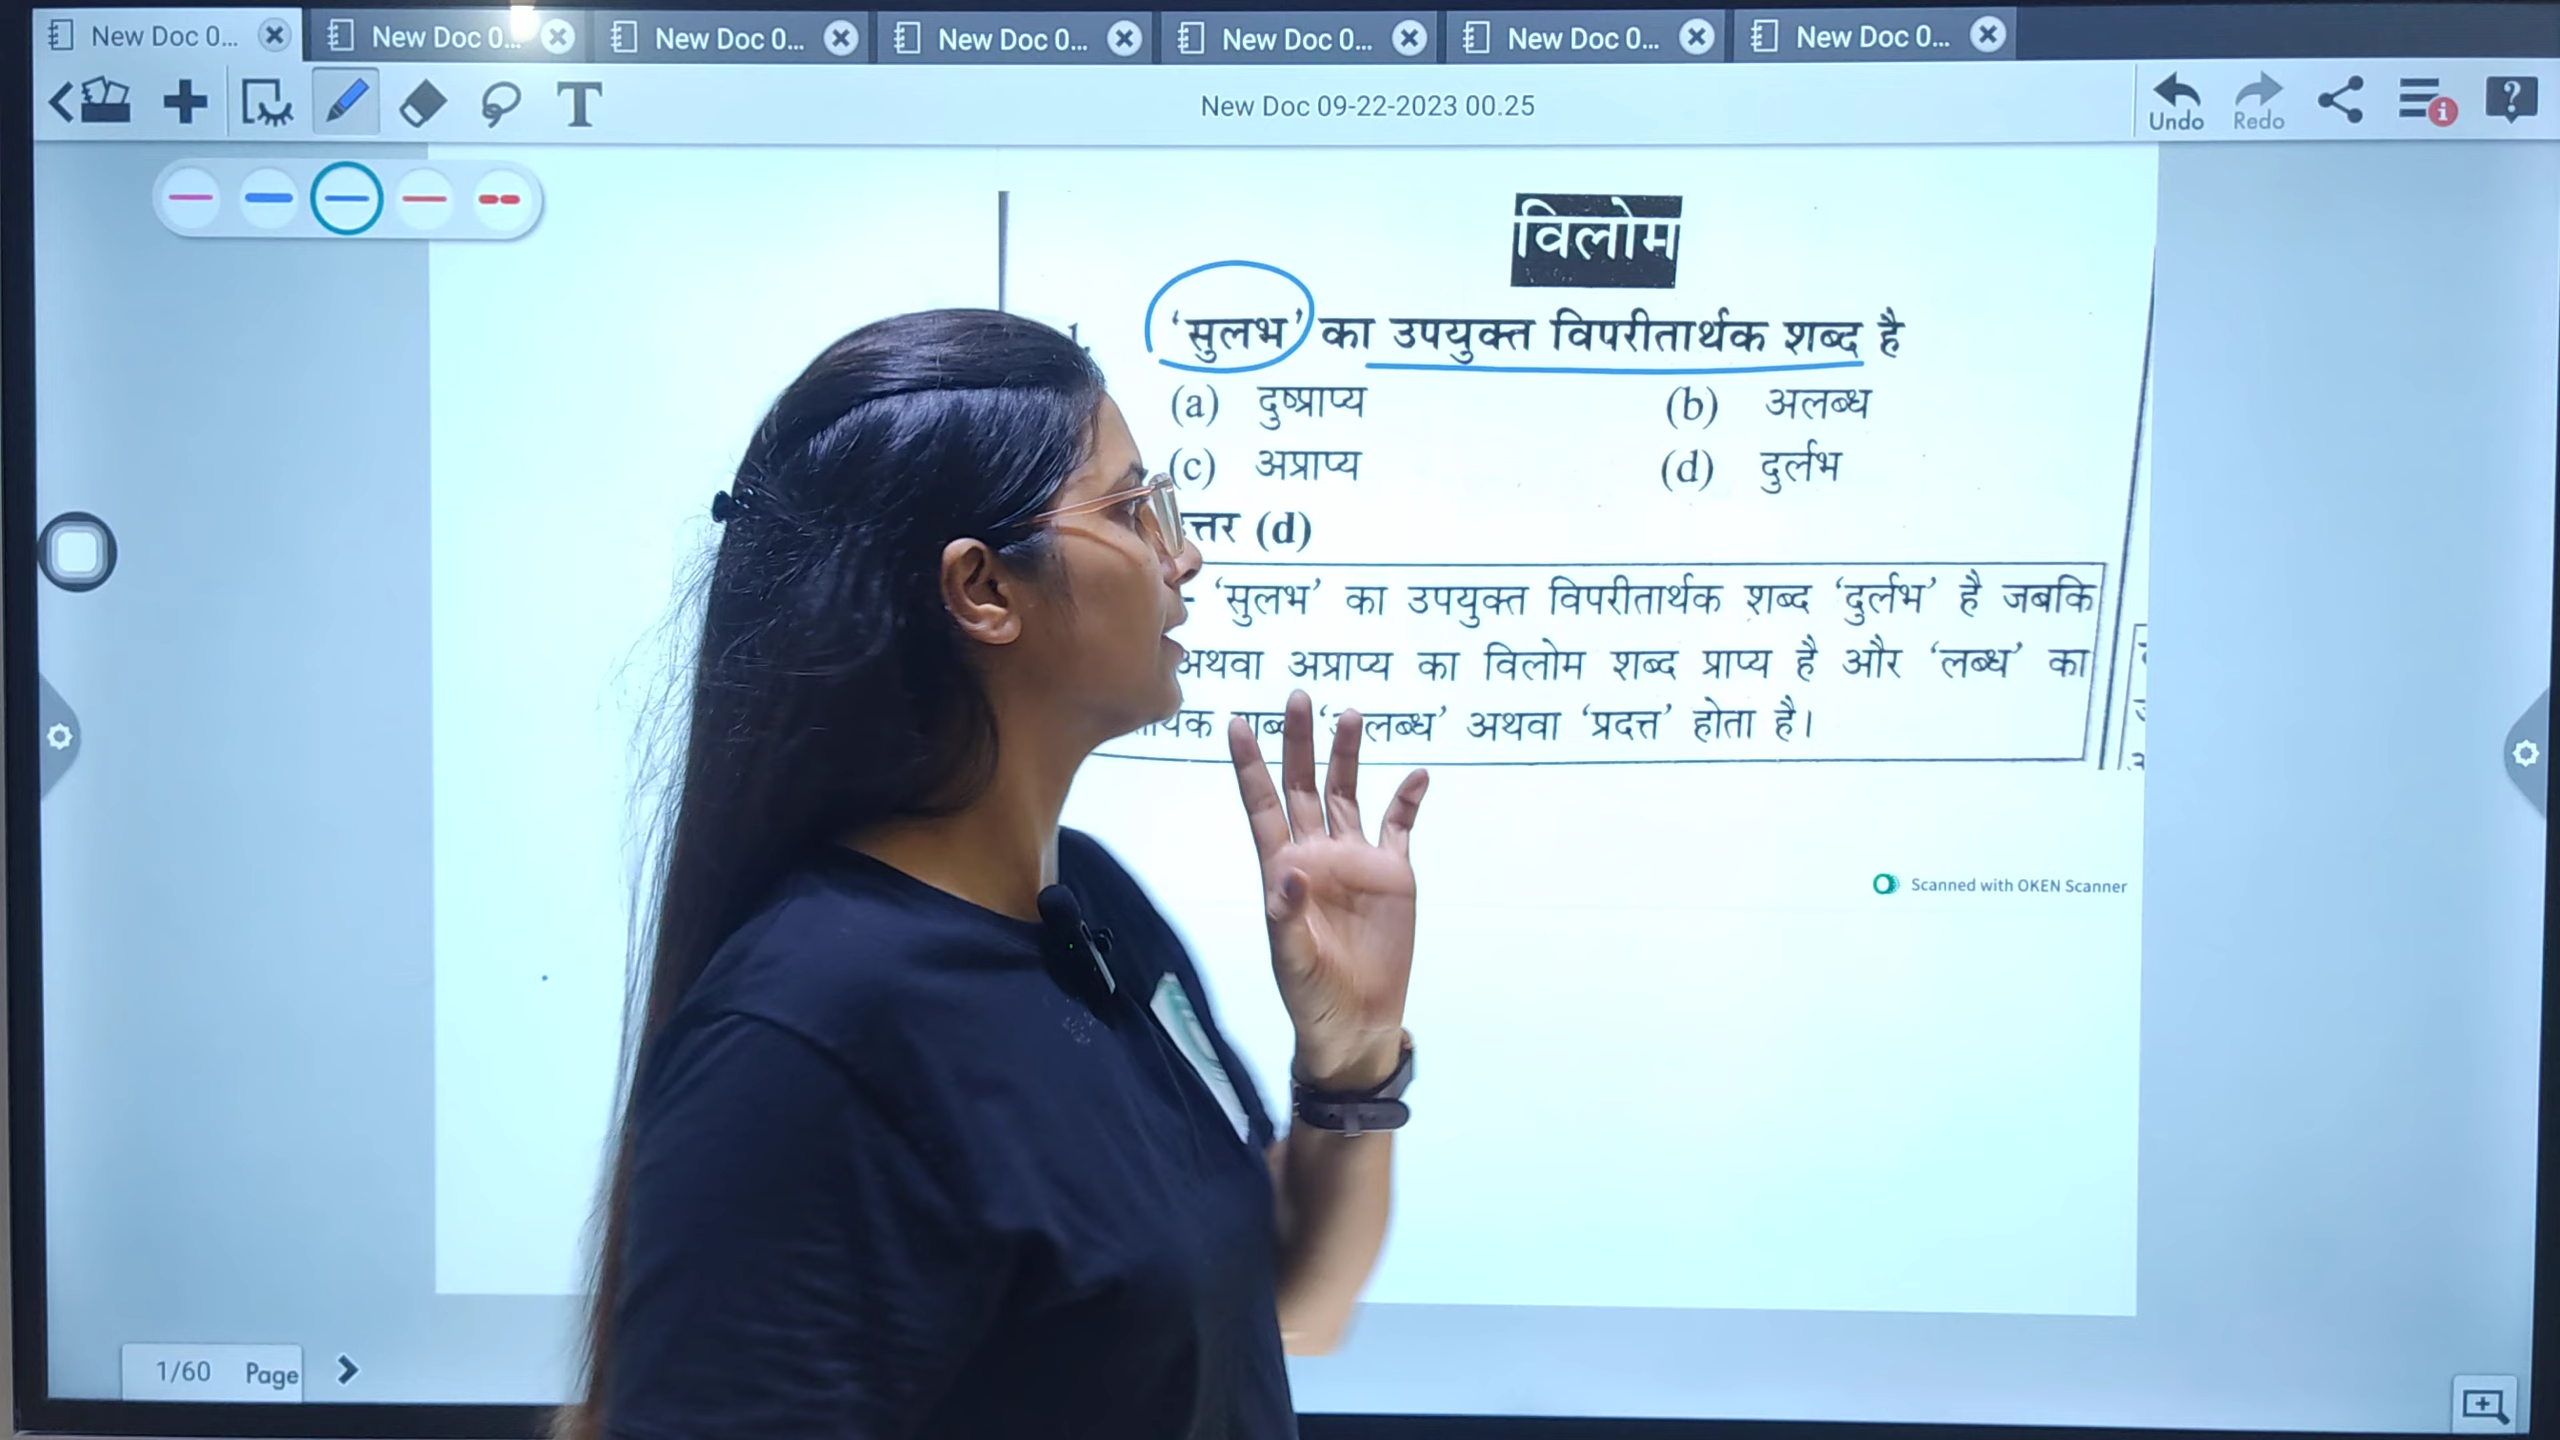 New Doc 0...
New Doc 0...
New Doc 0...
New Doc 0...
New Doc 0...
New Doc 0...
New Doc 0...
T
New Doc 09-22-2023 00.25
Undo
Redo
विलोम
1.
‘सुलभ’ का उपयुक्त विपरीतार्थक शब्द है
(a) दुष्प्राप्य (b) अलब्ध
(c) अप्राप्य (d) दुर्लभ
(d)
- ‘सुलभ’ का उपयुक्त विपरीतार्थक शब्द ‘दुर्लभ’ है जबकि
अथवा अप्राप्य का विलोम शब्द प्राप्य है और ‘लब्ध’ का
अथवा ‘प्रदत्त’ होता है।
Scanned with OKEN Scanner
1/60 Page